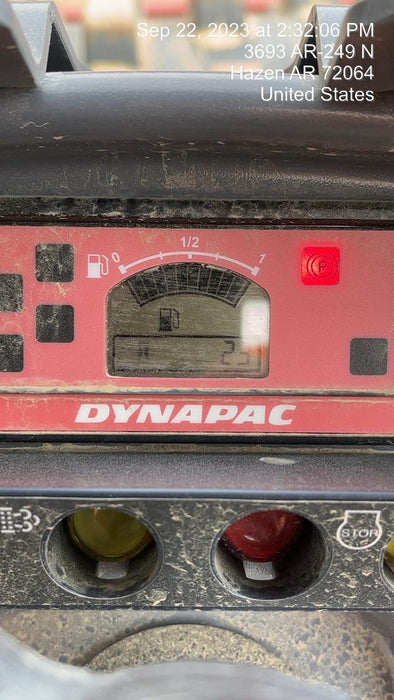 Sep 22, 2023 at 2:32:06 PM
3693 AR-249 N
Hazen AR 72064
United States
0 1/2 1
P
DYNAPAC
STOP